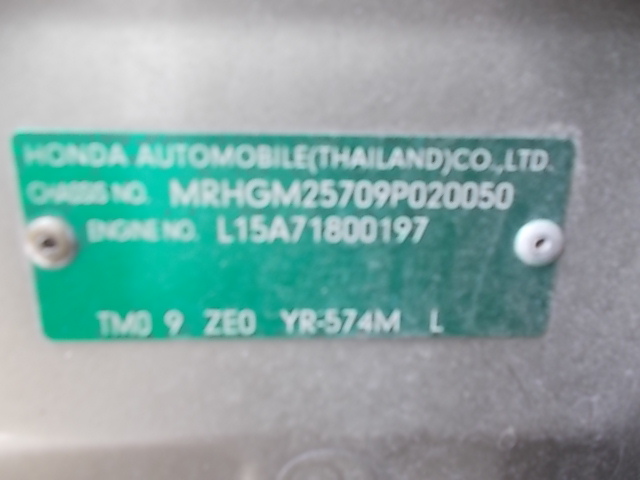 HONDA AUTOMOBILE(THAILAND)CO.,LTD.
CHASSIS NO. MRHGM25709P020050
ENGINE NO. L15A71800197
TM0 9 ZE0 YR-574M L